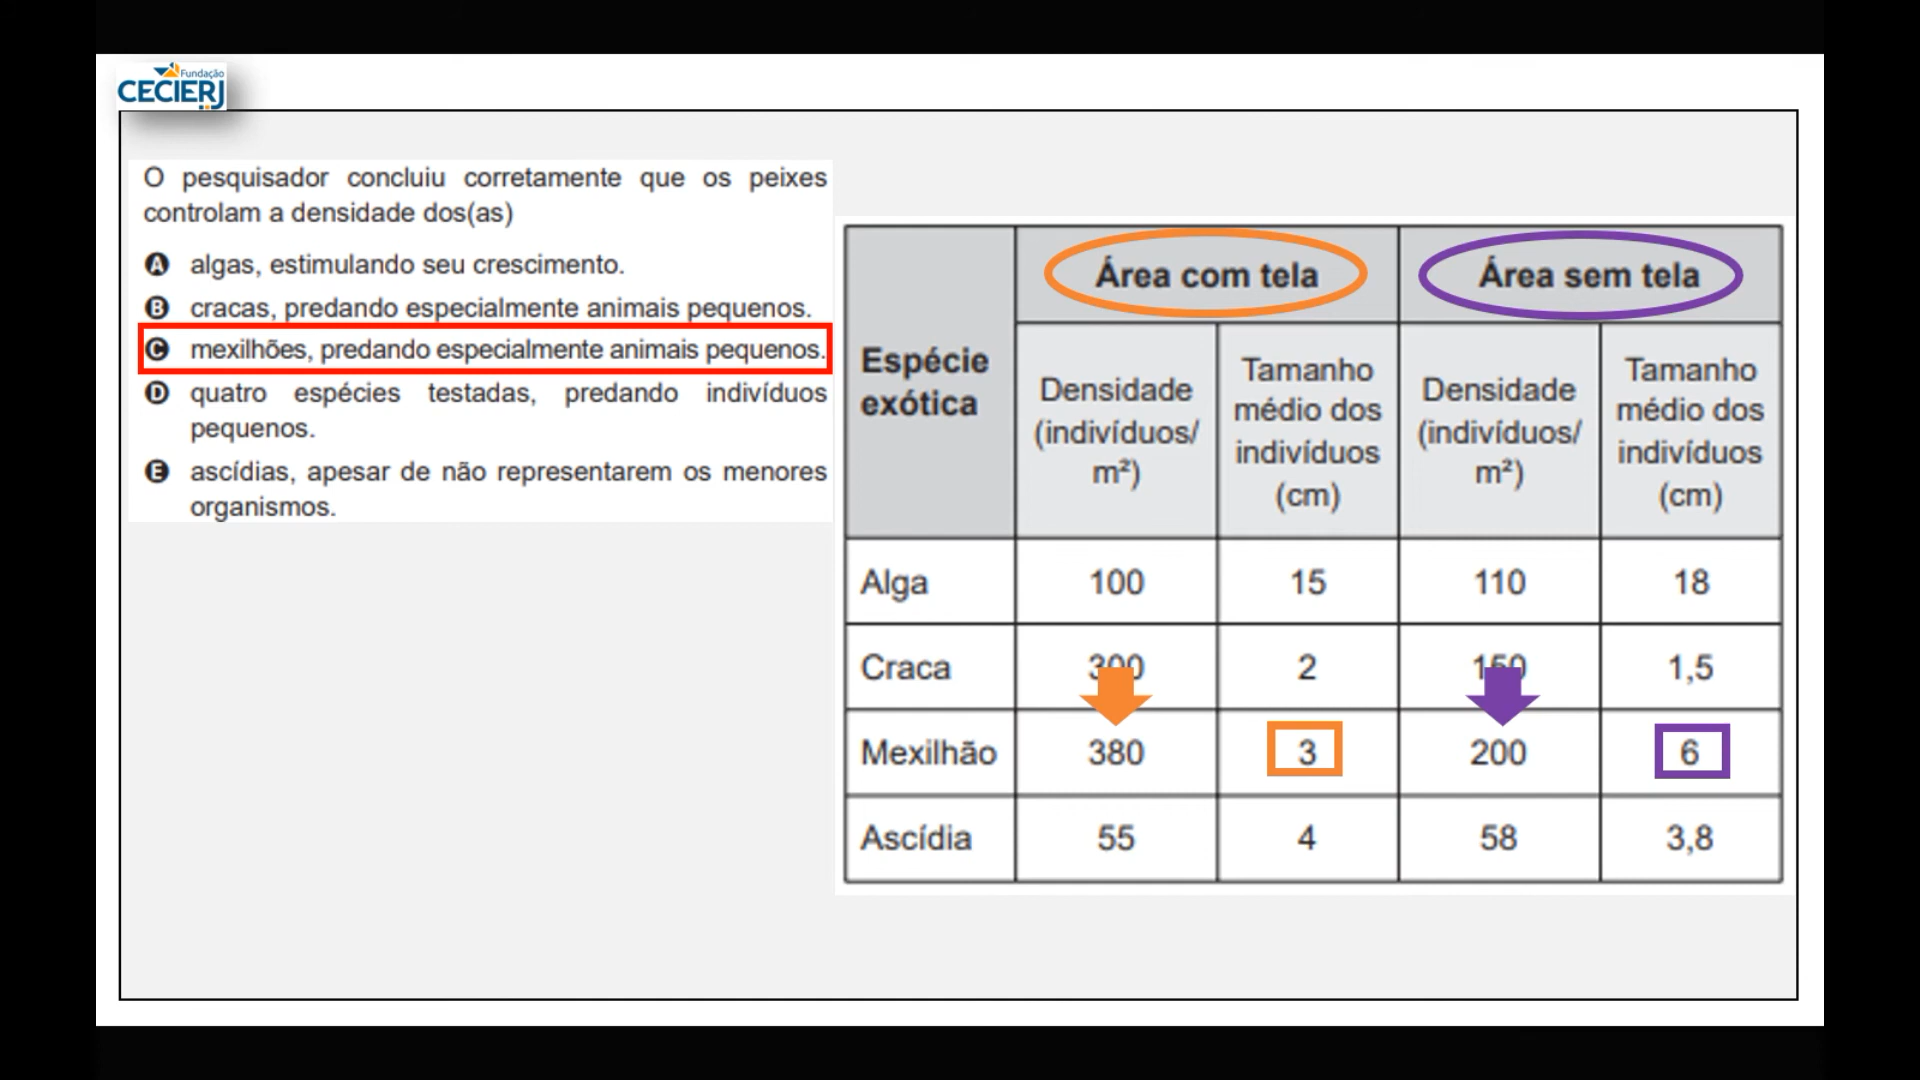 Fundação
CECIERJ
O pesquisador concluiu corretamente que os peixes
controlam a densidade dos(as)
A algas, estimulando seu crescimento.
B cracas, predando especialmente animais pequenos.
C mexilhões, predando especialmente animais pequenos.
D quatro espécies testadas, predando indivíduos
pequenos.
E ascídias, apesar de não representarem os menores
organismos.
Espécie
exótica
Área com tela
Área sem tela
Densidade
(indivíduos/
m²)
Tamanho
médio dos
indivíduos
(cm)
Densidade
(indivíduos/
m²)
Tamanho
médio dos
indivíduos
(cm)
Alga 100 15 110 18
Craca 300 2 150 1,5
Mexilhão 380 3 200 6
Ascídia 55 4 58 3,8